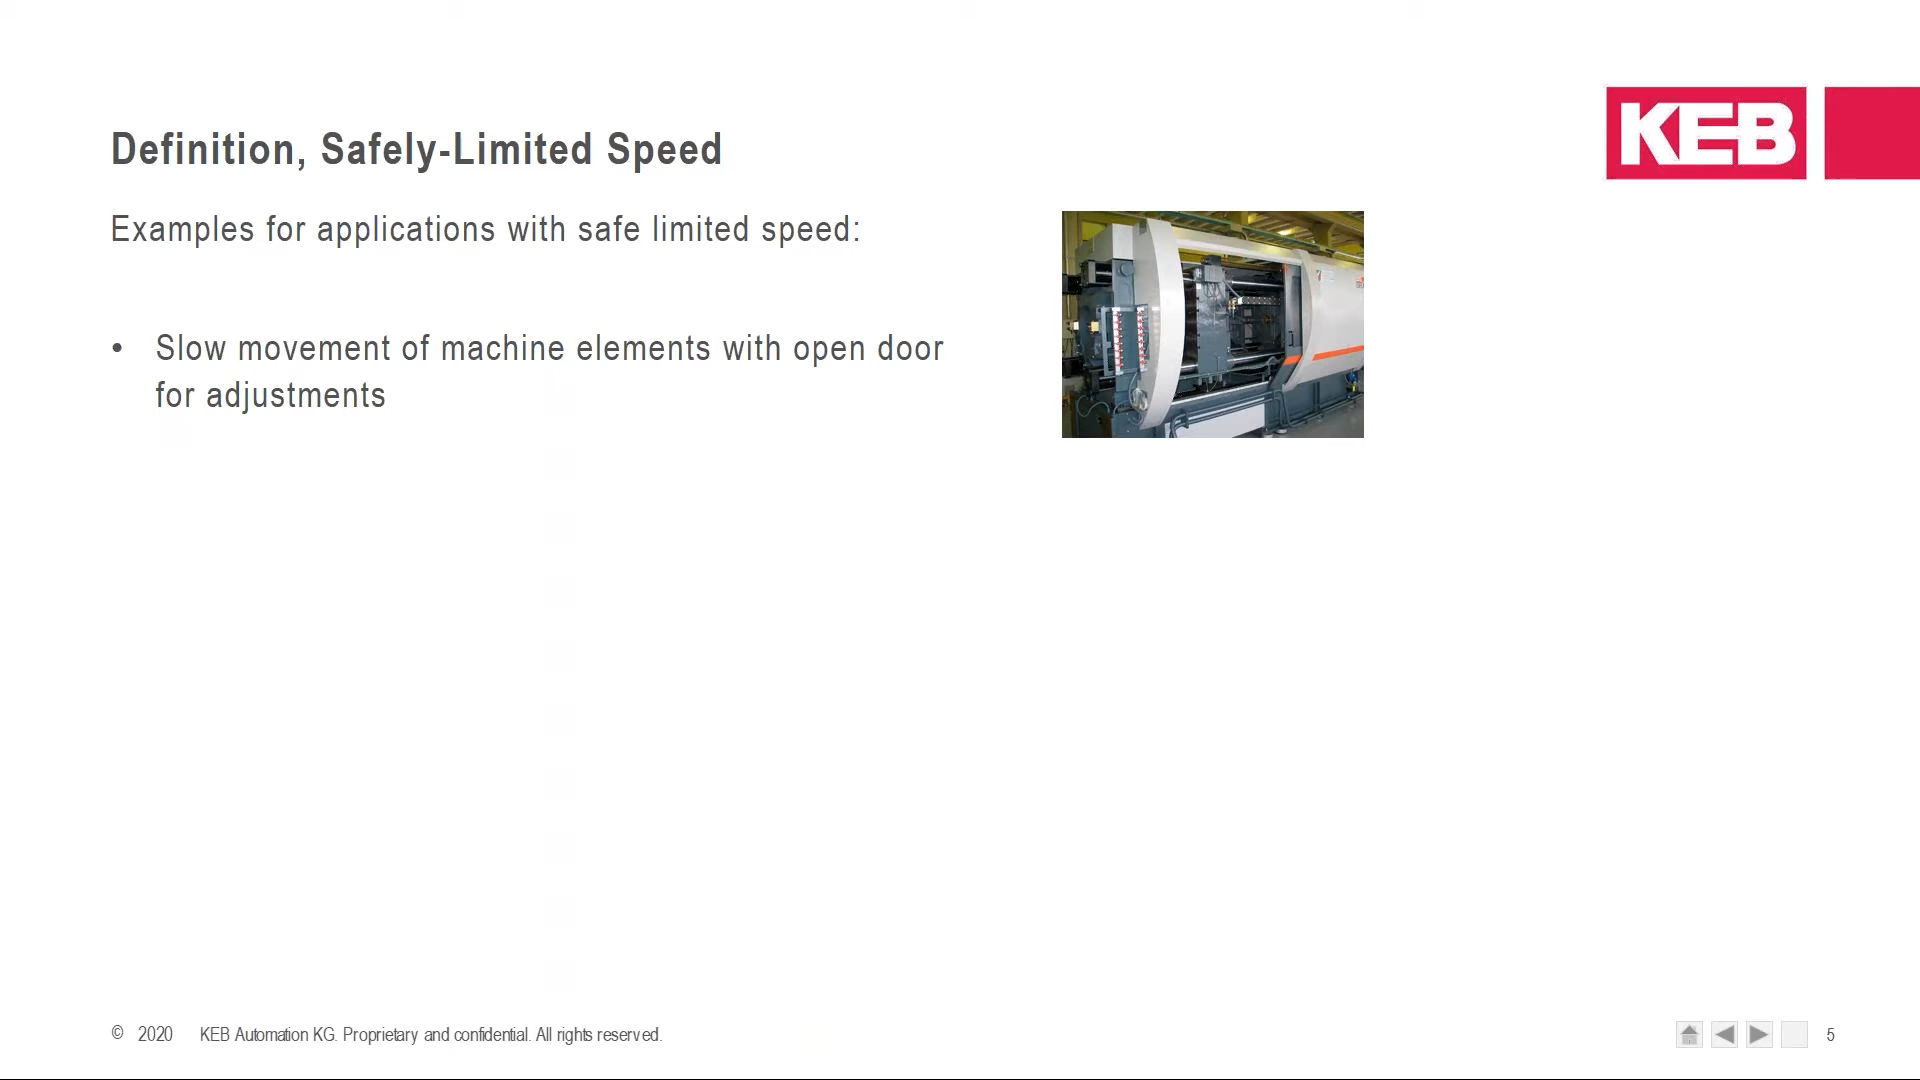 KEB
Definition, Safely-Limited Speed
Examples for applications with safe limited speed:
• Slow movement of machine elements with open door
for adjustments
© 2020 KEB Automation KG. Proprietary and confidential. All rights reserved.
5